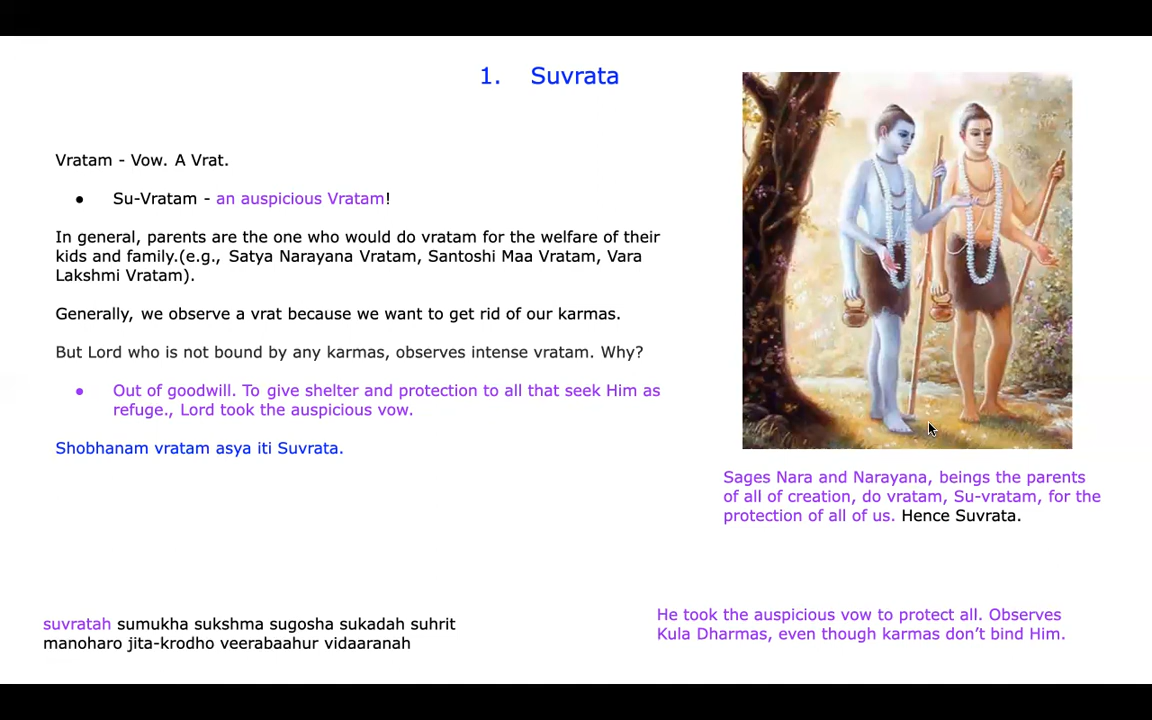 1. Suvrata
Vratam - Vow. A Vrat.
● Su-Vratam - an auspicious Vratam!
In general, parents are the one who would do vratam for the welfare of their
kids and family.(e.g., Satya Narayana Vratam, Santoshi Maa Vratam, Vara
Lakshmi Vratam).
Generally, we observe a vrat because we want to get rid of our karmas.
But Lord who is not bound by any karmas, observes intense vratam. Why?
● Out of goodwill. To give shelter and protection to all that seek Him as
refuge., Lord took the auspicious vow.
Shobhanam vratam asya iti Suvrata.
Sages Nara and Narayana, beings the parents
of all of creation, do vratam, Su-vratam, for the
protection of all of us. Hence Suvrata.
suvratah sumukha sukshma sugosha sukadah suhrit
manoharo jita-krodho veerabaahur vidaaranah
He took the auspicious vow to protect all. Observes
Kula Dharmas, even though karmas don’t bind Him.